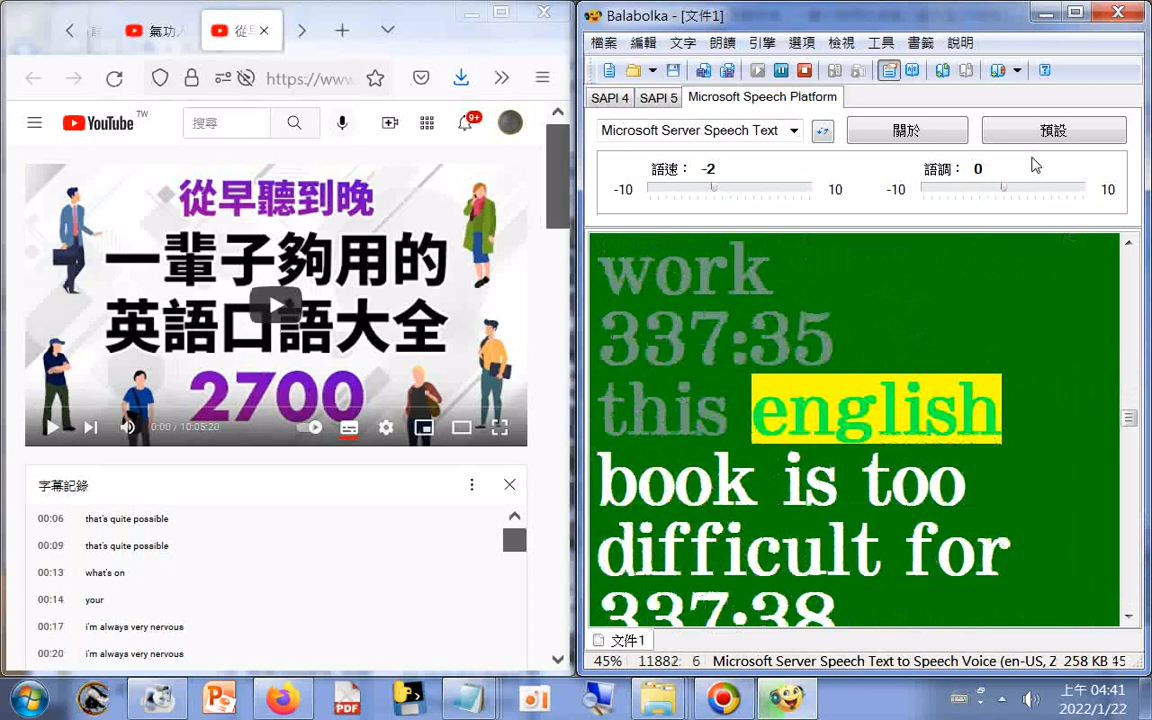 氣功人
從
https://www
YouTube TW
搜尋
9+
從早聽到晚
一輩子夠用的
英語口語大全
2700
0:00 / 10:05:20
字幕記錄
00:06 that's quite possible
00:09 that's quite possible
00:13 what's on
00:14 your
00:17 i'm always very nervous
00:20 i'm always very nervous
Balabolka - [文件1]
檔案 編輯 文字 朗讀 引擎 選項 檢視 工具 書籤 說明
SAPI 4 SAPI 5 Microsoft Speech Platform
Microsoft Server Speech Text 關於 預設
語速: -2 語調: 0
-10 10 -10 10
work
337:35
this english
book is too
difficult for
337:38
文件1
45% 11882: 6 Microsoft Server Speech Text to Speech Voice (en-US, Z 258 KB 45
PDF
上午 04:41
2022/1/22